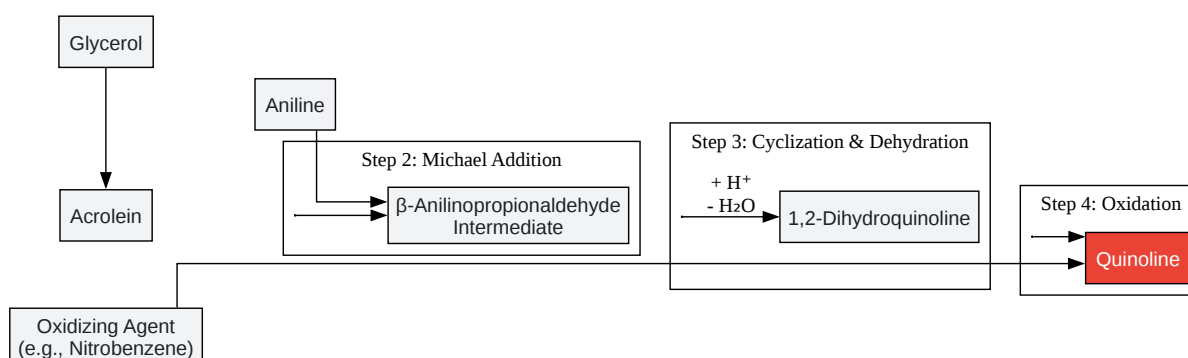 Glycerol
Acrolein
Aniline
Step 2: Michael Addition
β-Anilinopropionaldehyde
Intermediate
Step 3: Cyclization & Dehydration
+ H⁺
- H₂O
1,2-Dihydroquinoline
Step 4: Oxidation
Quinoline
Oxidizing Agent
(e.g., Nitrobenzene)